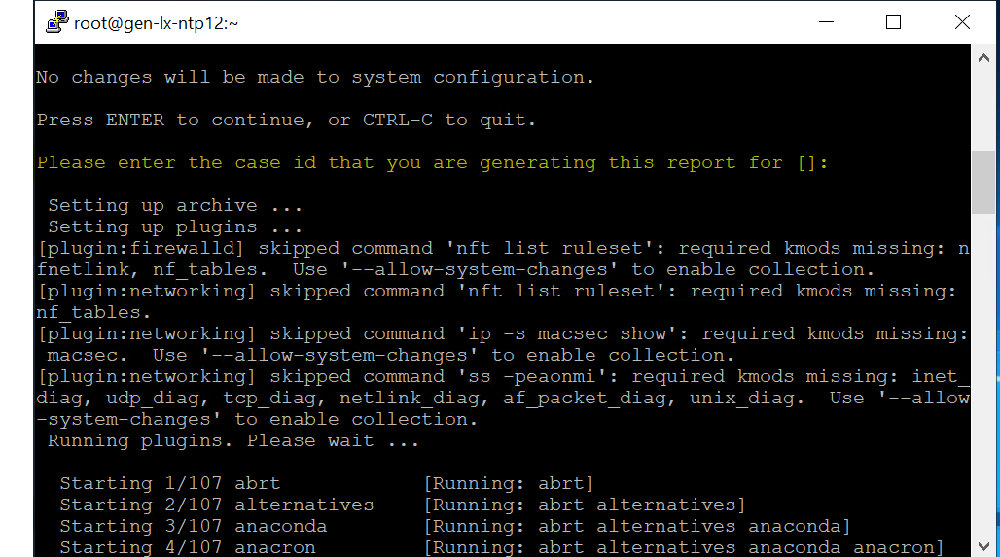 root@gen-lx-ntp12:~
No changes will be made to system configuration.
Press ENTER to continue, or CTRL-C to quit.
Please enter the case id that you are generating this report for []:
Setting up archive ...
Setting up plugins ...
[plugin:firewalld] skipped command 'nft list ruleset': required kmods missing: n
fnetlink, nf_tables.  Use '--allow-system-changes' to enable collection.
[plugin:networking] skipped command 'nft list ruleset': required kmods missing:
nf_tables.
[plugin:networking] skipped command 'ip -s macsec show': required kmods missing:
macsec.  Use '--allow-system-changes' to enable collection.
[plugin:networking] skipped command 'ss -peaonmi': required kmods missing: inet_
diag, udp_diag, tcp_diag, netlink_diag, af_packet_diag, unix_diag.  Use '--allow
-system-changes' to enable collection.
Running plugins. Please wait ...
Starting 1/107 abrt            [Running: abrt]
Starting 2/107 alternatives    [Running: abrt alternatives]
Starting 3/107 anaconda        [Running: abrt alternatives anaconda]
Starting 4/107 anacron         [Running: abrt alternatives anaconda anacron]